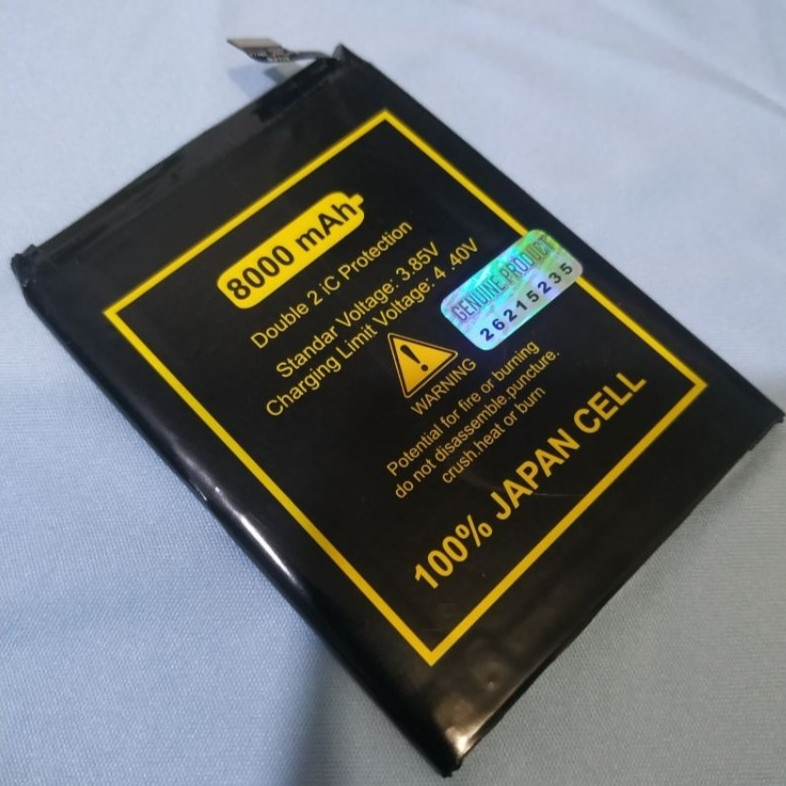 8000 mAh
Double 2 iC Protection
Standar Voltage: 3.85V
Charging Limit Voltage: 4 .40V
GENUINE PRODUCT
26215235
WARNING
Potential for fire or burning
do not disassemble.puncture.
crush.heat or burn
100% JAPAN CELL